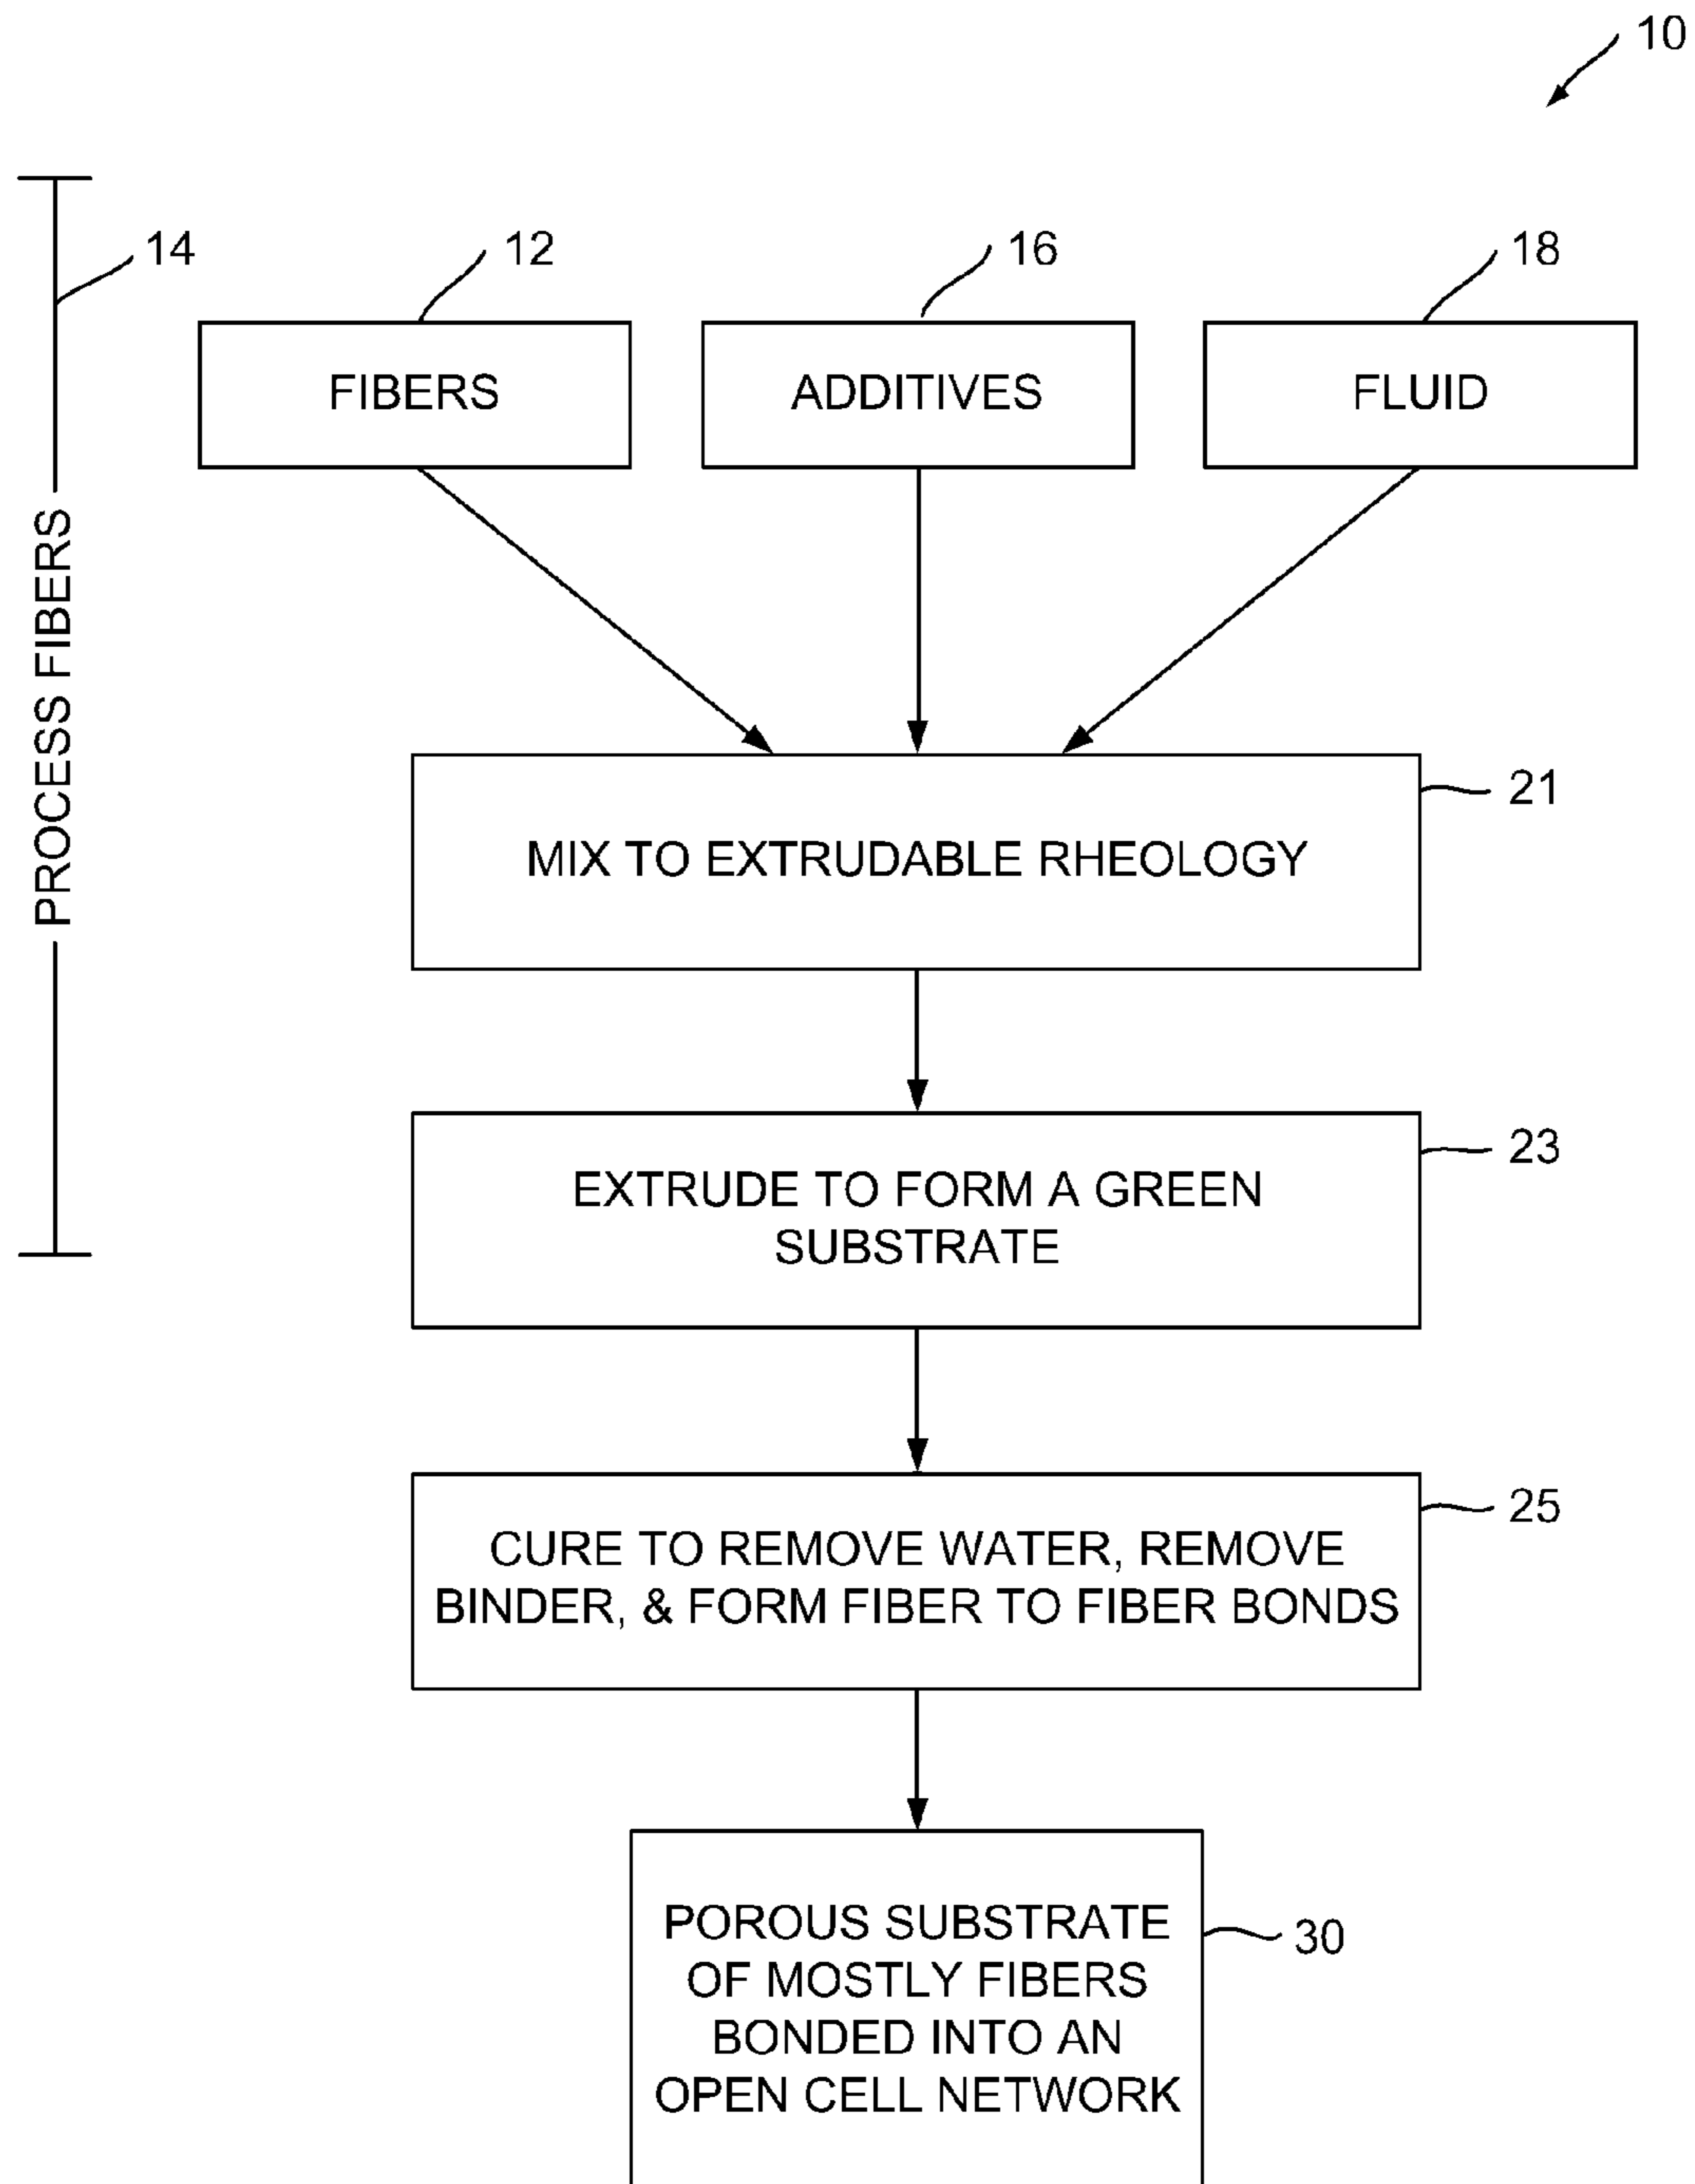 10
14
12
16
18
FIBERS
ADDITIVES
FLUID
PROCESS FIBERS
21
MIX TO EXTRUDABLE RHEOLOGY
23
EXTRUDE TO FORM A GREEN
SUBSTRATE
25
CURE TO REMOVE WATER, REMOVE
BINDER, & FORM FIBER TO FIBER BONDS
30
POROUS SUBSTRATE
OF MOSTLY FIBERS
BONDED INTO AN
OPEN CELL NETWORK